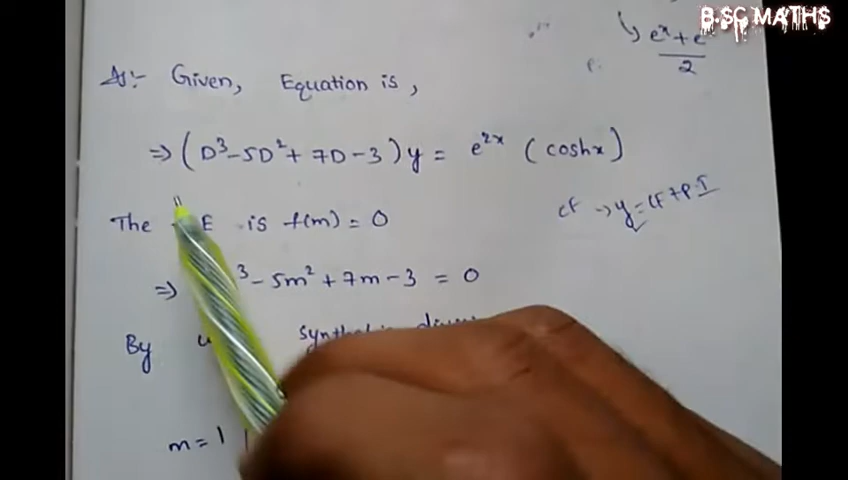 B.SC MATHS
e^x + e
2
P.
As:- Given, Equation is,
⇒ (D³ - 5D² + 7D - 3) y = e^2x (coshx)
CF → y = CF + P.I
The E is f(m) = 0
⇒ ³ - 5m² + 7m - 3 = 0
By
m = 1